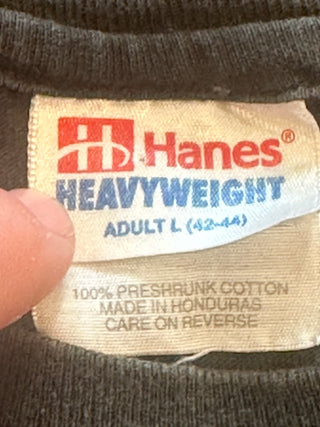 H Hanes®
HEAVYWEIGHT
ADULT L (42-44)
100% PRESHRUNK COTTON
MADE IN HONDURAS
CARE ON REVERSE